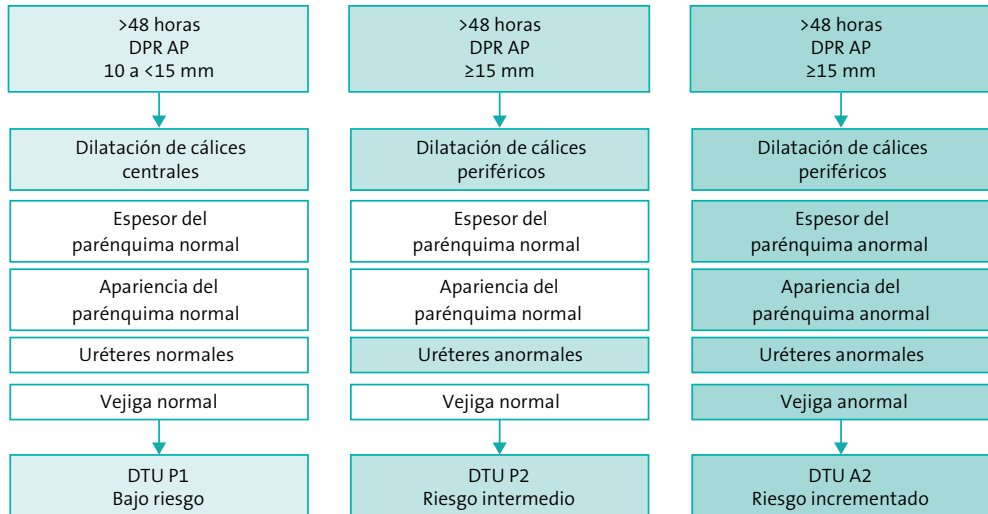 >48 horas
DPR AP
10 a <15 mm
Dilatación de cálices
centrales
Espesor del
parénquima normal
Apariencia del
parénquima normal
Uréteres normales
Vejiga normal
DTU P1
Bajo riesgo
>48 horas
DPR AP
≥15 mm
Dilatación de cálices
periféricos
Espesor del
parénquima normal
Apariencia del
parénquima normal
Uréteres anormales
Vejiga normal
DTU P2
Riesgo intermedio
>48 horas
DPR AP
≥15 mm
Dilatación de cálices
periféricos
Espesor del
parénquima anormal
Apariencia del
parénquima anormal
Uréteres anormales
Vejiga anormal
DTU A2
Riesgo incrementado